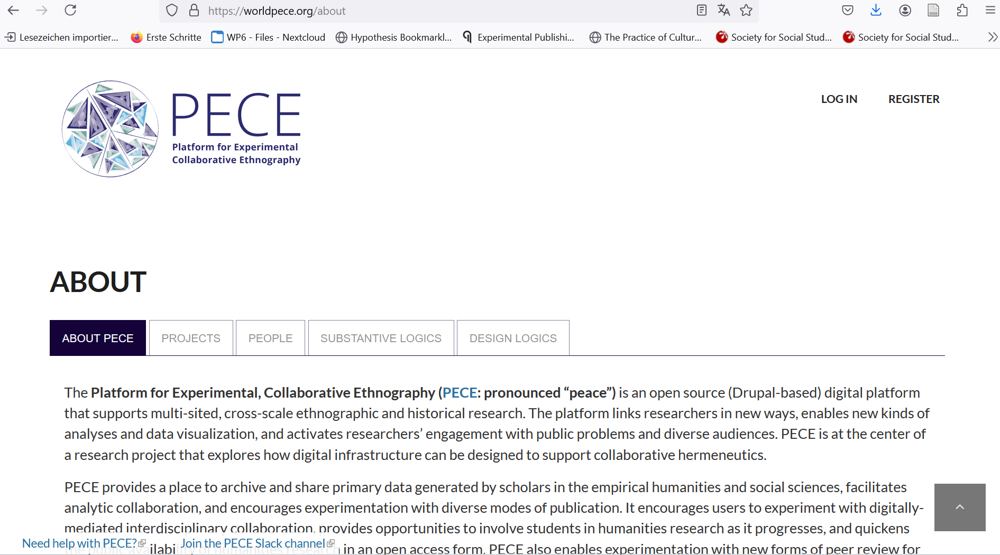 https://worldpece.org/about
Lesezeichen importier...
Erste Schritte
WP6 - Files - Nextcloud
Hypothesis Bookmarkl...
Experimental Publishi...
The Practice of Cultur...
Society for Social Stud...
Society for Social Stud...
PECE
Platform for Experimental
Collaborative Ethnography
LOG IN
REGISTER
ABOUT
ABOUT PECE
PROJECTS
PEOPLE
SUBSTANTIVE LOGICS
DESIGN LOGICS
The Platform for Experimental, Collaborative Ethnography (PECE: pronounced “peace”) is an open source (Drupal-based) digital platform
that supports multi-sited, cross-scale ethnographic and historical research. The platform links researchers in new ways, enables new kinds of
analyses and data visualization, and activates researchers’ engagement with public problems and diverse audiences. PECE is at the center of
a research project that explores how digital infrastructure can be designed to support collaborative hermeneutics.
PECE provides a place to archive and share primary data generated by scholars in the empirical humanities and social sciences, facilitates
analytic collaboration, and encourages experimentation with diverse modes of publication. It encourages users to experiment with digitally-
mediated interdisciplinary collaboration, provides opportunities to involve students in humanities research as it progresses, and quickens
the public availability of humanities research in an open access form. PECE also enables experimentation with new forms of peer review for
Need help with PECE?
Join the PECE Slack channel